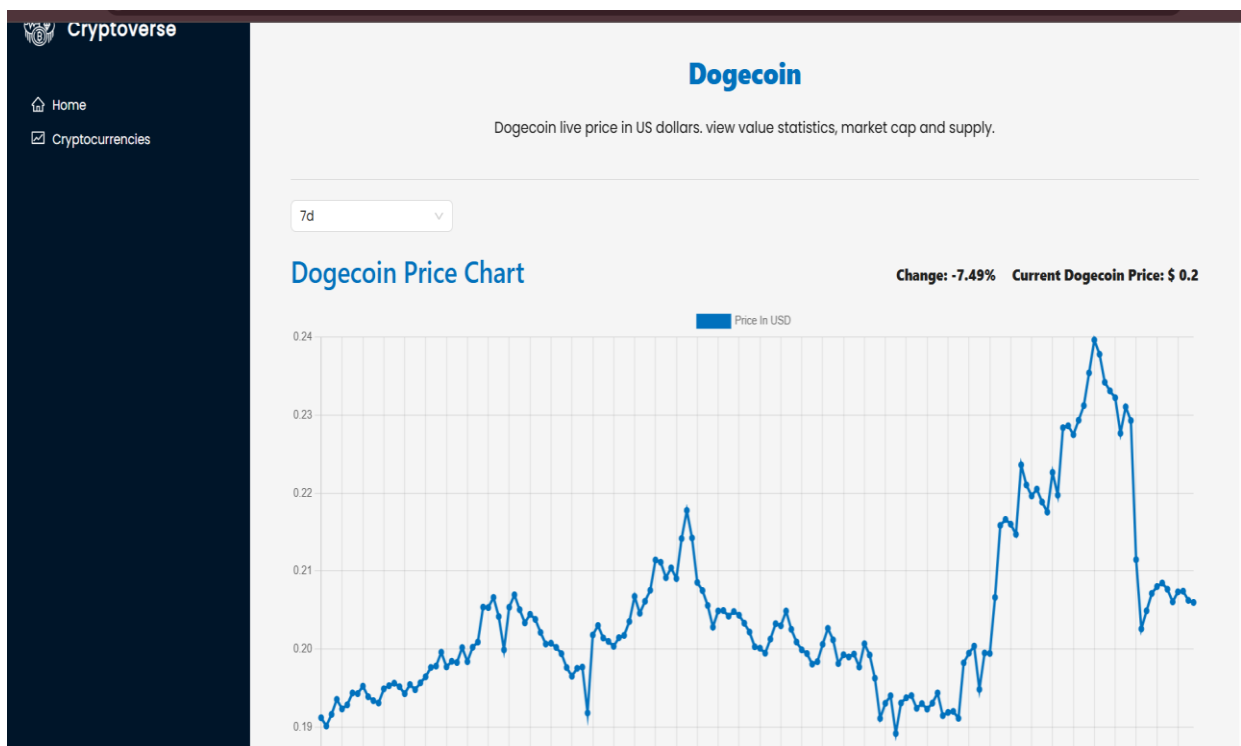 Cryptoverse
Home
Cryptocurrencies
Dogecoin
Dogecoin live price in US dollars. view value statistics, market cap and supply.
7d
Dogecoin Price Chart
Change: -7.49% Current Dogecoin Price: $ 0.2
Price In USD
0.24
0.23
0.22
0.21
0.20
0.19